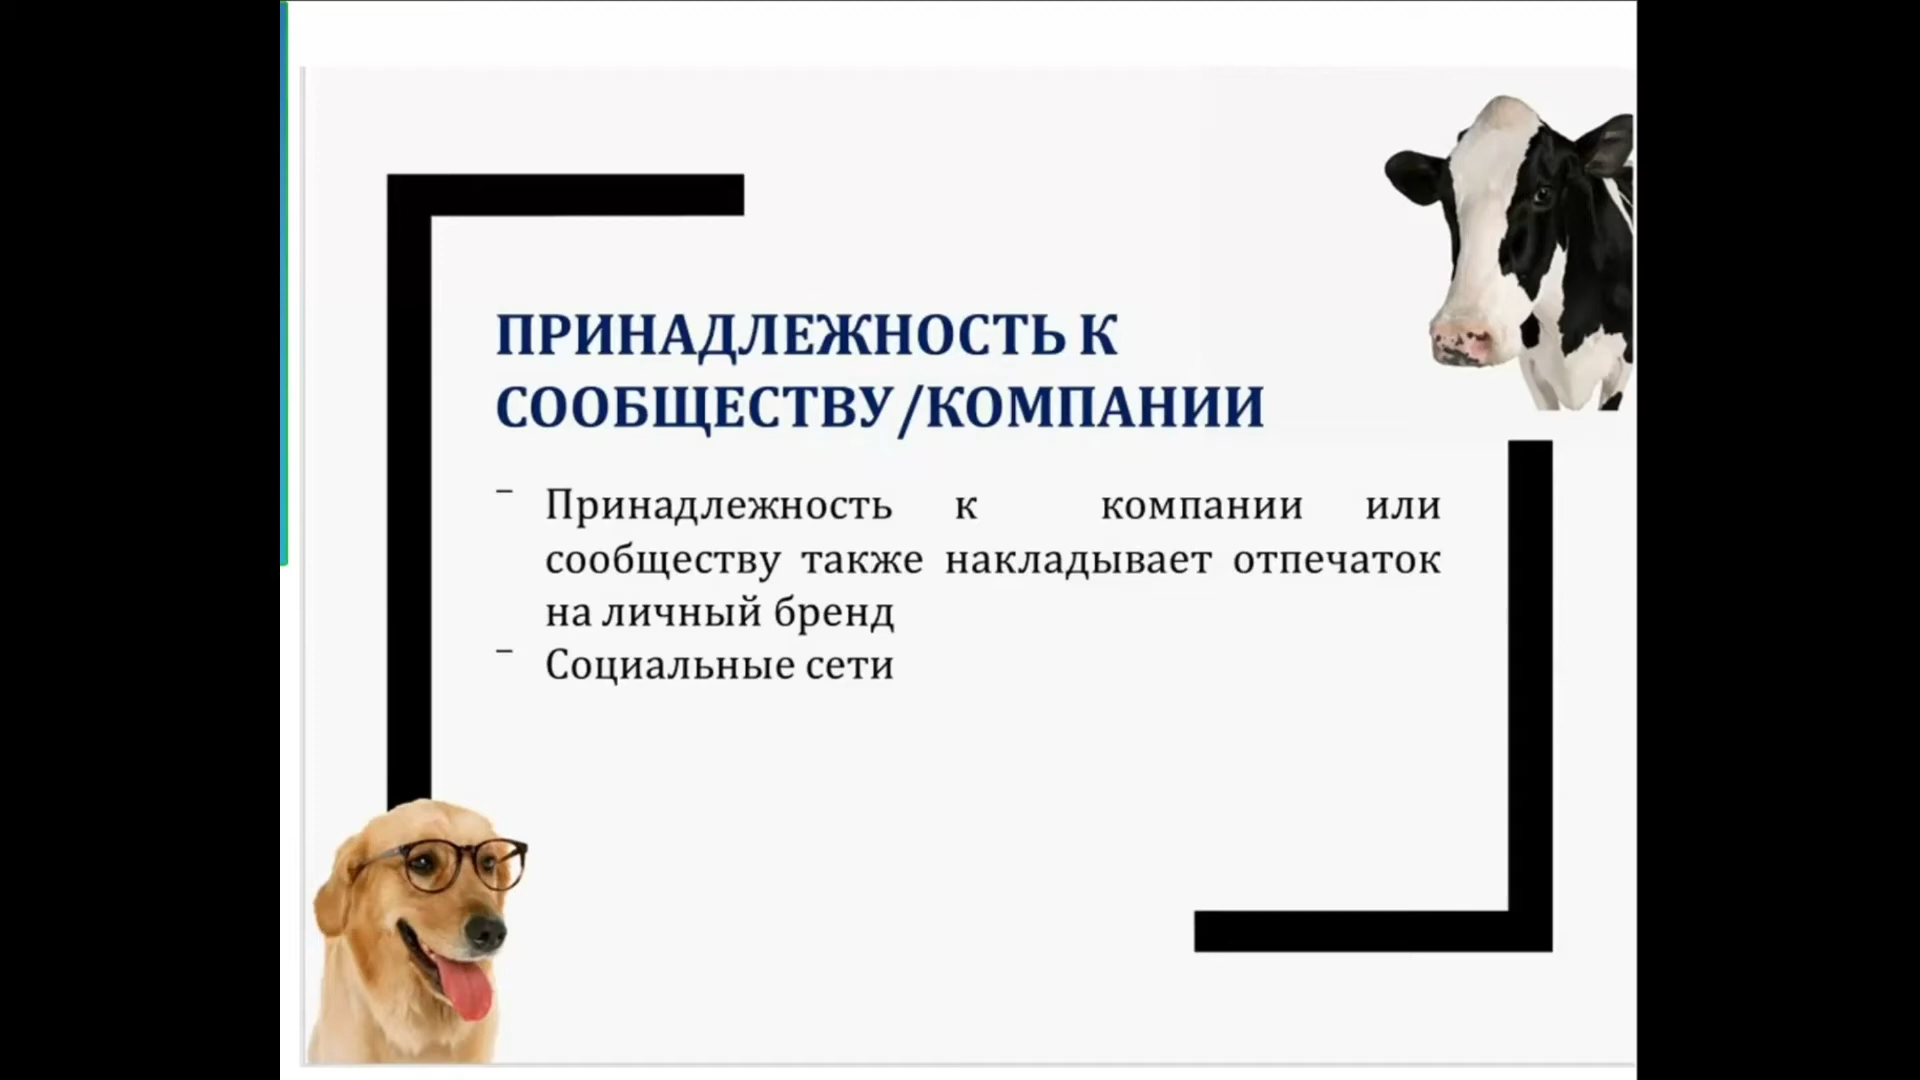 ПРИНАДЛЕЖНОСТЬ К
СООБЩЕСТВУ/КОМПАНИИ
– Принадлежность к компании или
сообществу также накладывает отпечаток
на личный бренд
– Социальные сети